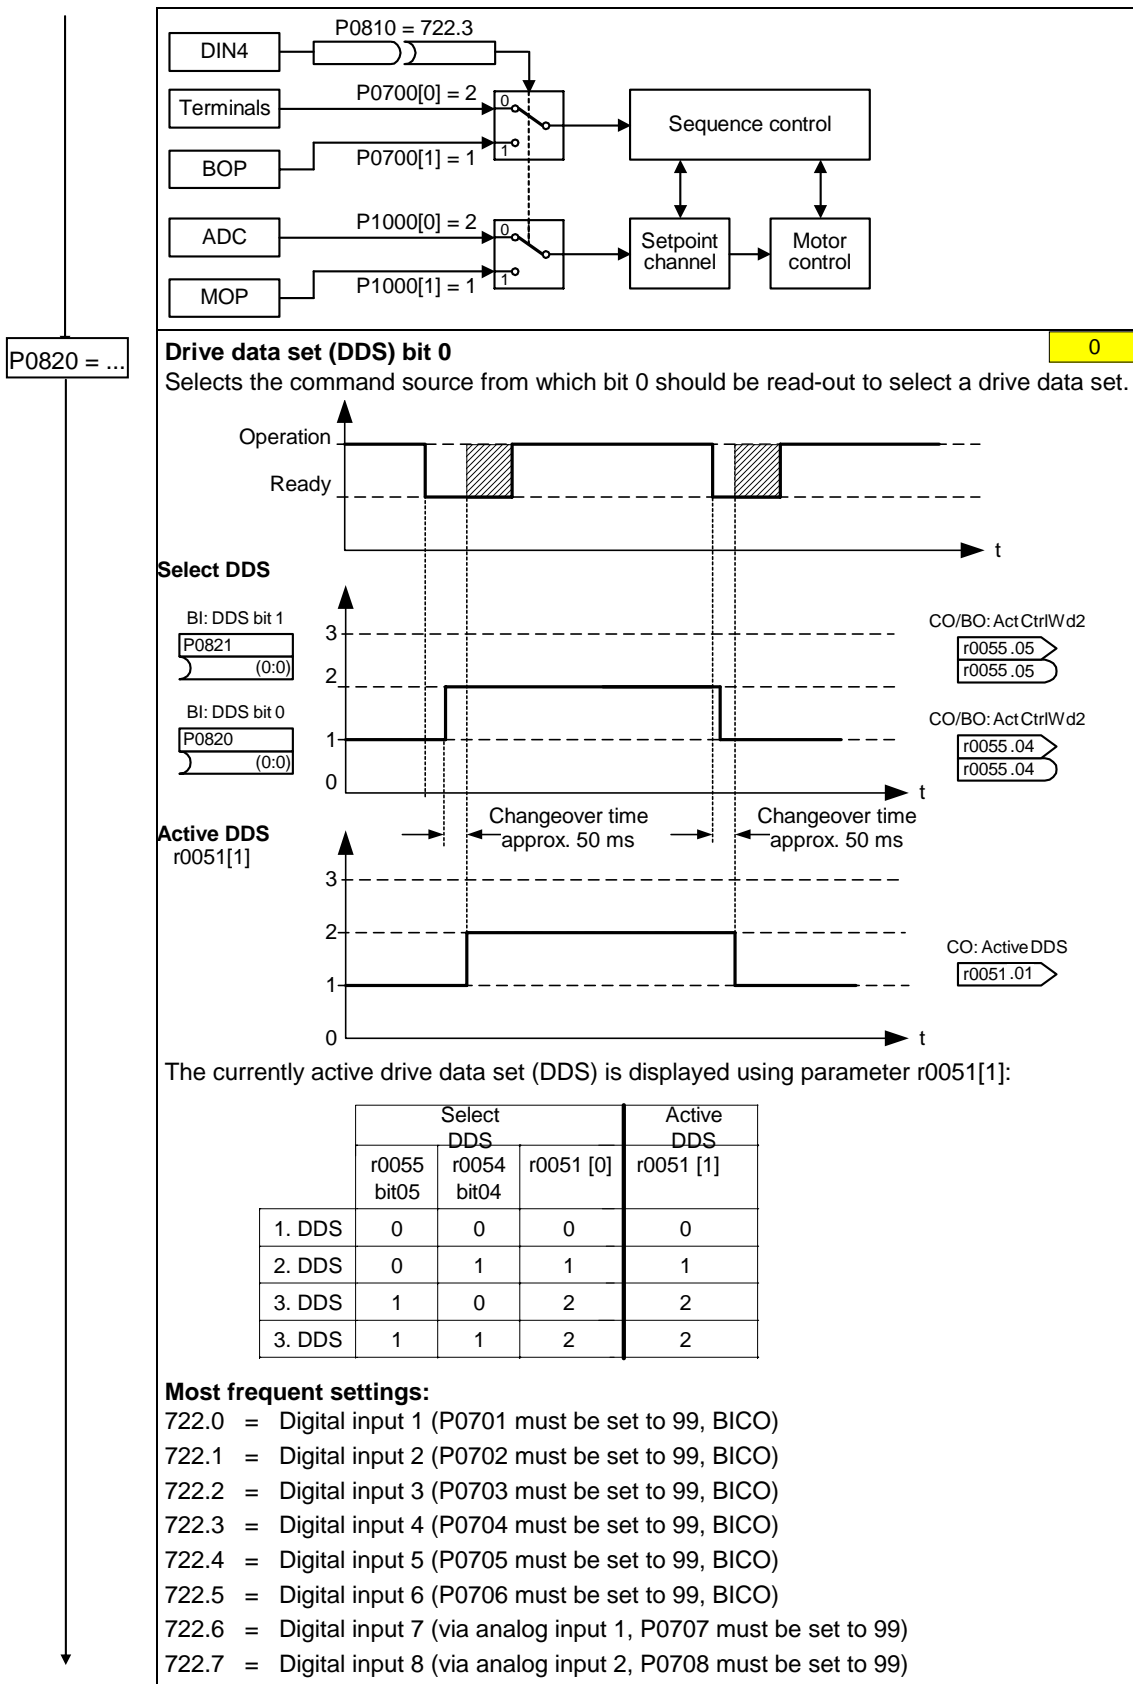 P0810 = 722.3
DIN4
Terminals
P0700[0] = 2
0
Sequence control
BOP
P0700[1] = 1
1
ADC
P1000[0] = 2
0
Setpoint
channel
Motor
control
MOP
P1000[1] = 1
1
P0820 = ...
Drive data set (DDS) bit 0
0
Selects the command source from which bit 0 should be read-out to select a drive data set.
Operation
Ready
t
Select DDS
BI: DDS bit 1
P0821
(0:0)
BI: DDS bit 0
P0820
(0:0)
3
2
1
0
t
CO/BO: Act CtrlWd2
r0055.05
r0055.05
CO/BO: Act CtrlWd2
r0055.04
r0055.04
Changeover time
approx. 50 ms
Changeover time
approx. 50 ms
Active DDS
r0051[1]
3
2
1
0
t
CO: Active DDS
r0051.01
The currently active drive data set (DDS) is displayed using parameter r0051[1]:
Select
DDS
Active
DDS
r0055
bit05
r0054
bit04
r0051 [0]
r0051 [1]
1. DDS 0 0 0 0
2. DDS 0 1 1 1
3. DDS 1 0 2 2
3. DDS 1 1 2 2
Most frequent settings:
722.0 = Digital input 1 (P0701 must be set to 99, BICO)
722.1 = Digital input 2 (P0702 must be set to 99, BICO)
722.2 = Digital input 3 (P0703 must be set to 99, BICO)
722.3 = Digital input 4 (P0704 must be set to 99, BICO)
722.4 = Digital input 5 (P0705 must be set to 99, BICO)
722.5 = Digital input 6 (P0706 must be set to 99, BICO)
722.6 = Digital input 7 (via analog input 1, P0707 must be set to 99)
722.7 = Digital input 8 (via analog input 2, P0708 must be set to 99)